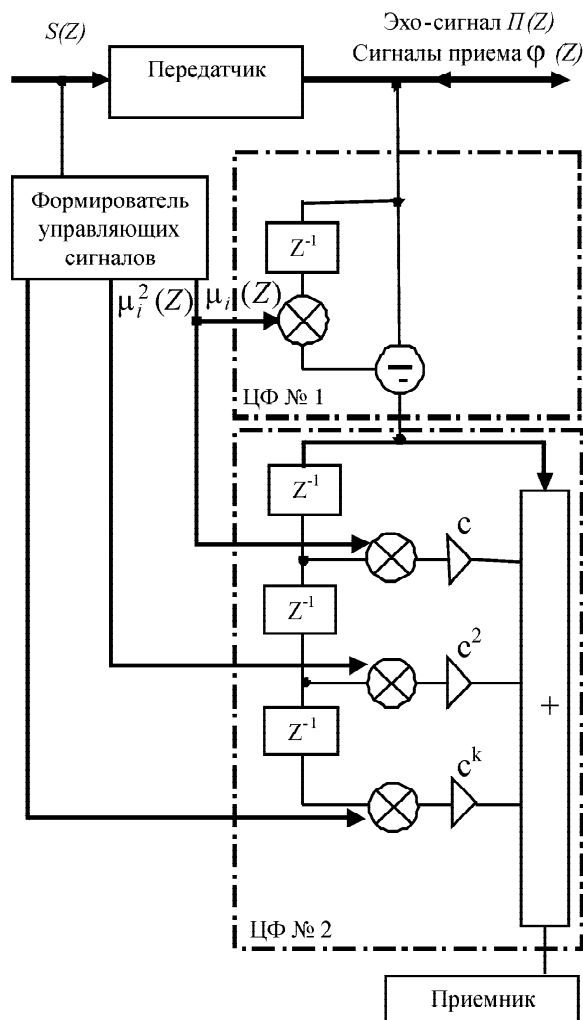 S(Z)
Эхо-сигнал П(Z)
Сигналы приема φ (Z)
Передатчик
Формирователь
управляющих
сигналов
Z⁻¹
μᵢ²(Z)
μᵢ(Z)
−
ЦФ № 1
Z⁻¹
c
Z⁻¹
c²
+
Z⁻¹
cᵏ
ЦФ № 2
Приемник